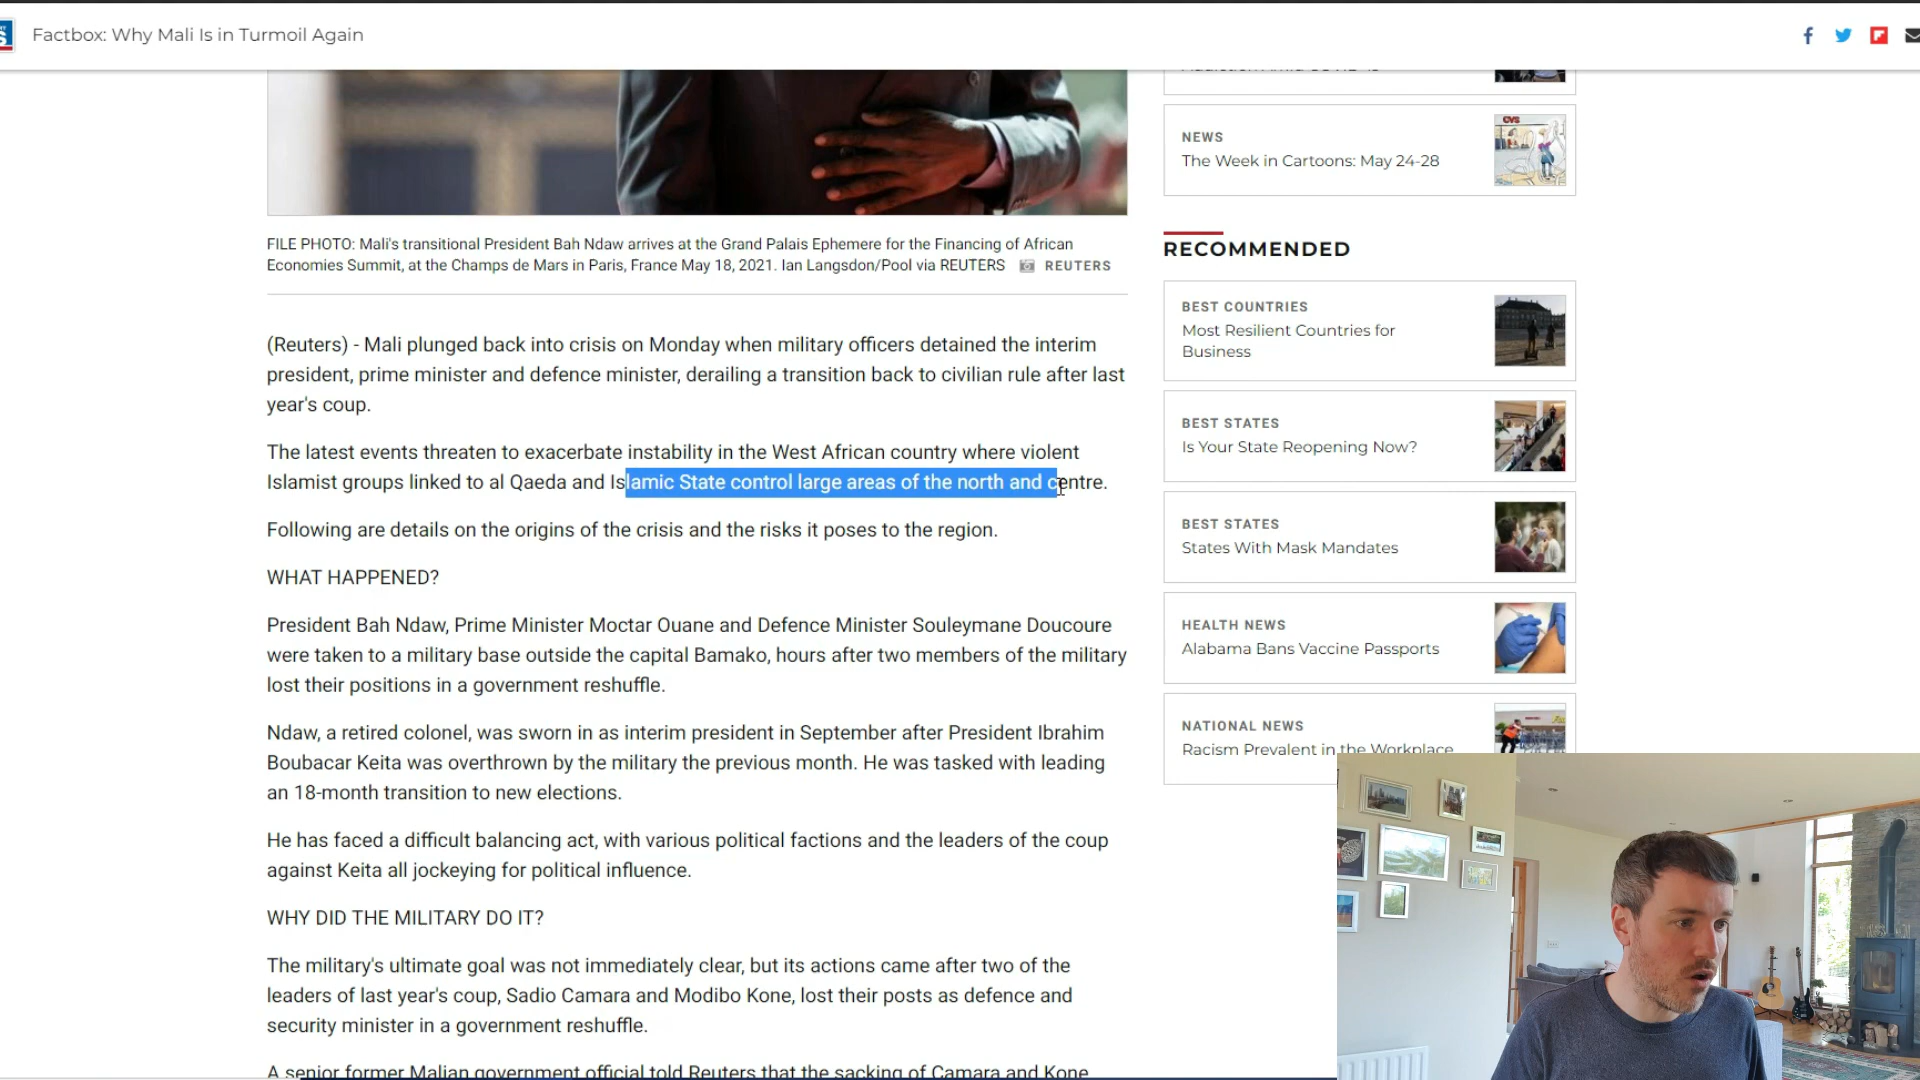 Factbox: Why Mali Is in Turmoil Again
FILE PHOTO: Mali's transitional President Bah Ndaw arrives at the Grand Palais Ephemere for the Financing of African
Economies Summit, at the Champs de Mars in Paris, France May 18, 2021. Ian Langsdon/Pool via REUTERS REUTERS
(Reuters) - Mali plunged back into crisis on Monday when military officers detained the interim
president, prime minister and defence minister, derailing a transition back to civilian rule after last
year's coup.
The latest events threaten to exacerbate instability in the West African country where violent
Islamist groups linked to al Qaeda and Islamic State control large areas of the north and centre.
Following are details on the origins of the crisis and the risks it poses to the region.
WHAT HAPPENED?
President Bah Ndaw, Prime Minister Moctar Ouane and Defence Minister Souleymane Doucoure
were taken to a military base outside the capital Bamako, hours after two members of the military
lost their positions in a government reshuffle.
Ndaw, a retired colonel, was sworn in as interim president in September after President Ibrahim
Boubacar Keita was overthrown by the military the previous month. He was tasked with leading
an 18-month transition to new elections.
He has faced a difficult balancing act, with various political factions and the leaders of the coup
against Keita all jockeying for political influence.
WHY DID THE MILITARY DO IT?
The military's ultimate goal was not immediately clear, but its actions came after two of the
leaders of last year's coup, Sadio Camara and Modibo Kone, lost their posts as defence and
security minister in a government reshuffle.
A senior former Malian government official told Reuters that the sacking of Camara and Kone
NEWS
The Week in Cartoons: May 24-28
CVS
RECOMMENDED
BEST COUNTRIES
Most Resilient Countries for
Business
BEST STATES
Is Your State Reopening Now?
BEST STATES
States With Mask Mandates
HEALTH NEWS
Alabama Bans Vaccine Passports
NATIONAL NEWS
Racism Prevalent in the Workplace